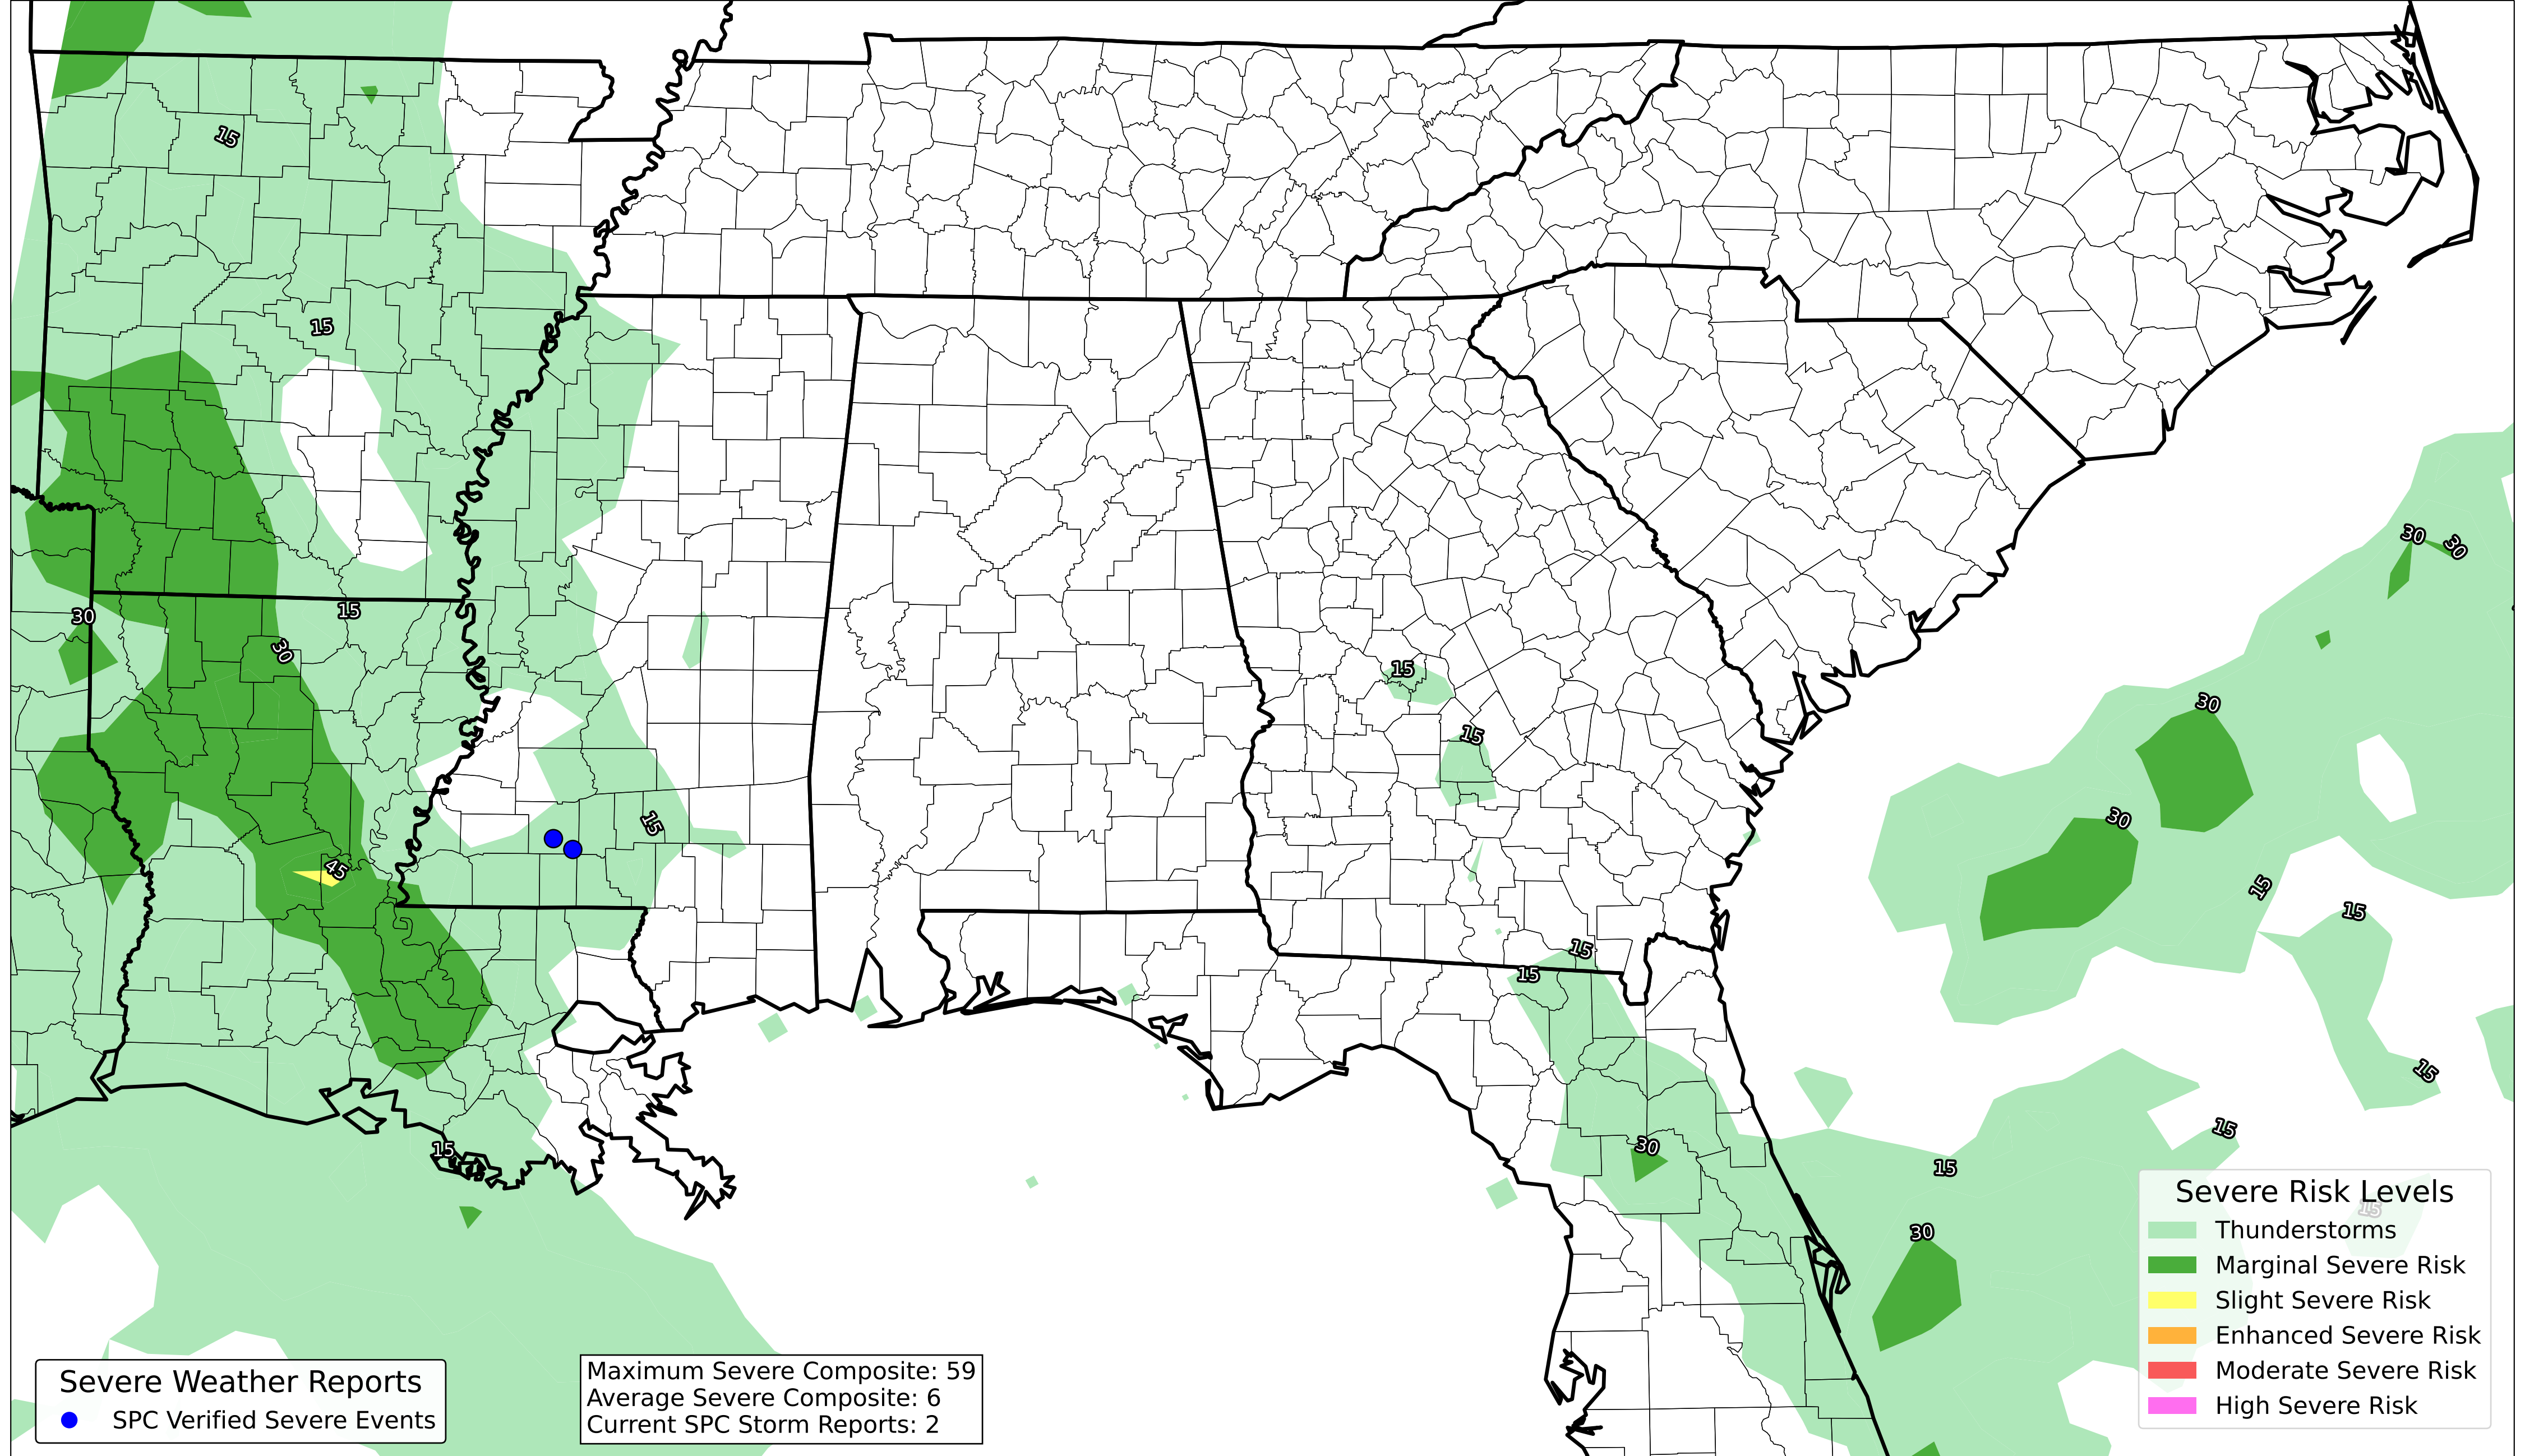 15
15
30
15
30
15
15
15
15
30
30
30
30
45
15
15
15
15
15
15
30
15
15
15
30
15
Severe Risk Levels
Thunderstorms
Marginal Severe Risk
Slight Severe Risk
Enhanced Severe Risk
Moderate Severe Risk
High Severe Risk
Severe Weather Reports
SPC Verified Severe Events
Maximum Severe Composite: 59
Average Severe Composite: 6
Current SPC Storm Reports: 2